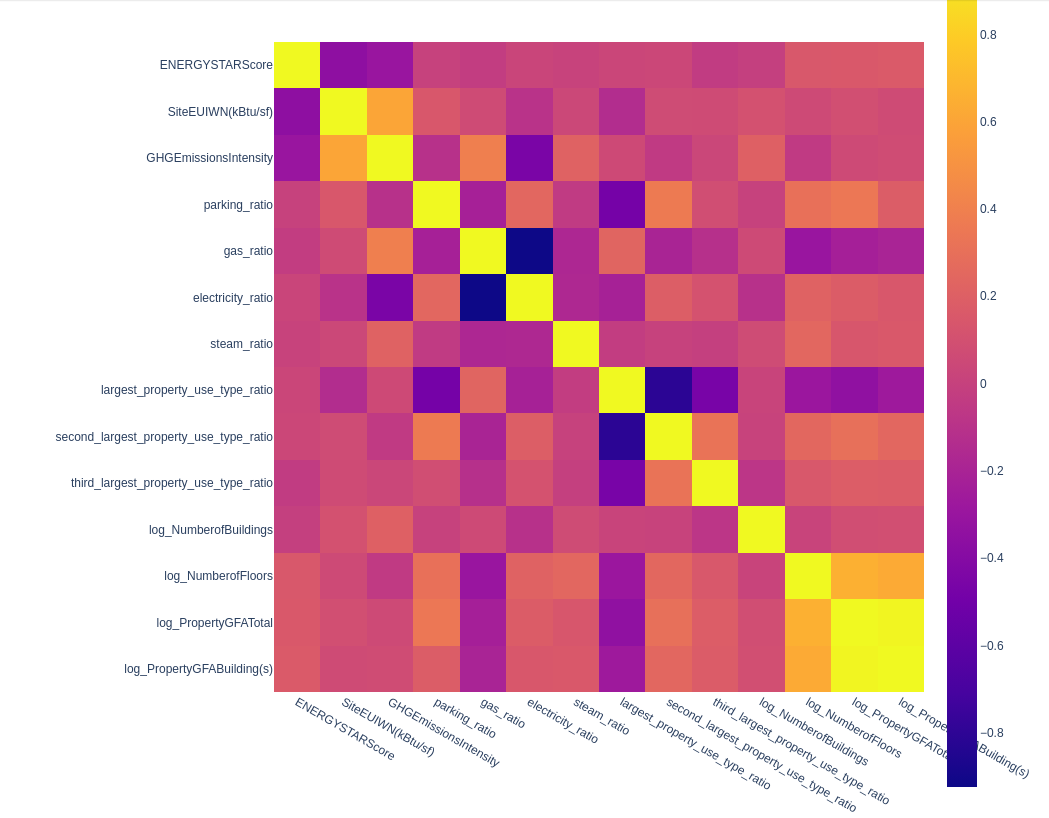 ENERGYSTARScore
SiteEUIWN(kBtu/sf)
GHGEmissionsIntensity
parking_ratio
gas_ratio
electricity_ratio
steam_ratio
largest_property_use_type_ratio
second_largest_property_use_type_ratio
third_largest_property_use_type_ratio
log_NumberofBuildings
log_NumberofFloors
log_PropertyGFATotal
log_PropertyGFABuilding(s)
ENERGYSTARScore
SiteEUIWN(kBtu/sf)
GHGEmissionsIntensity
parking_ratio
gas_ratio
electricity_ratio
steam_ratio
largest_property_use_type_ratio
second_largest_property_use_type_ratio
third_largest_property_use_type_ratio
log_NumberofBuildings
log_NumberofFloors
log_PropertyGFATotal
log_PropertyGFABuilding(s)
0.8
0.6
0.4
0.2
0
−0.2
−0.4
−0.6
−0.8